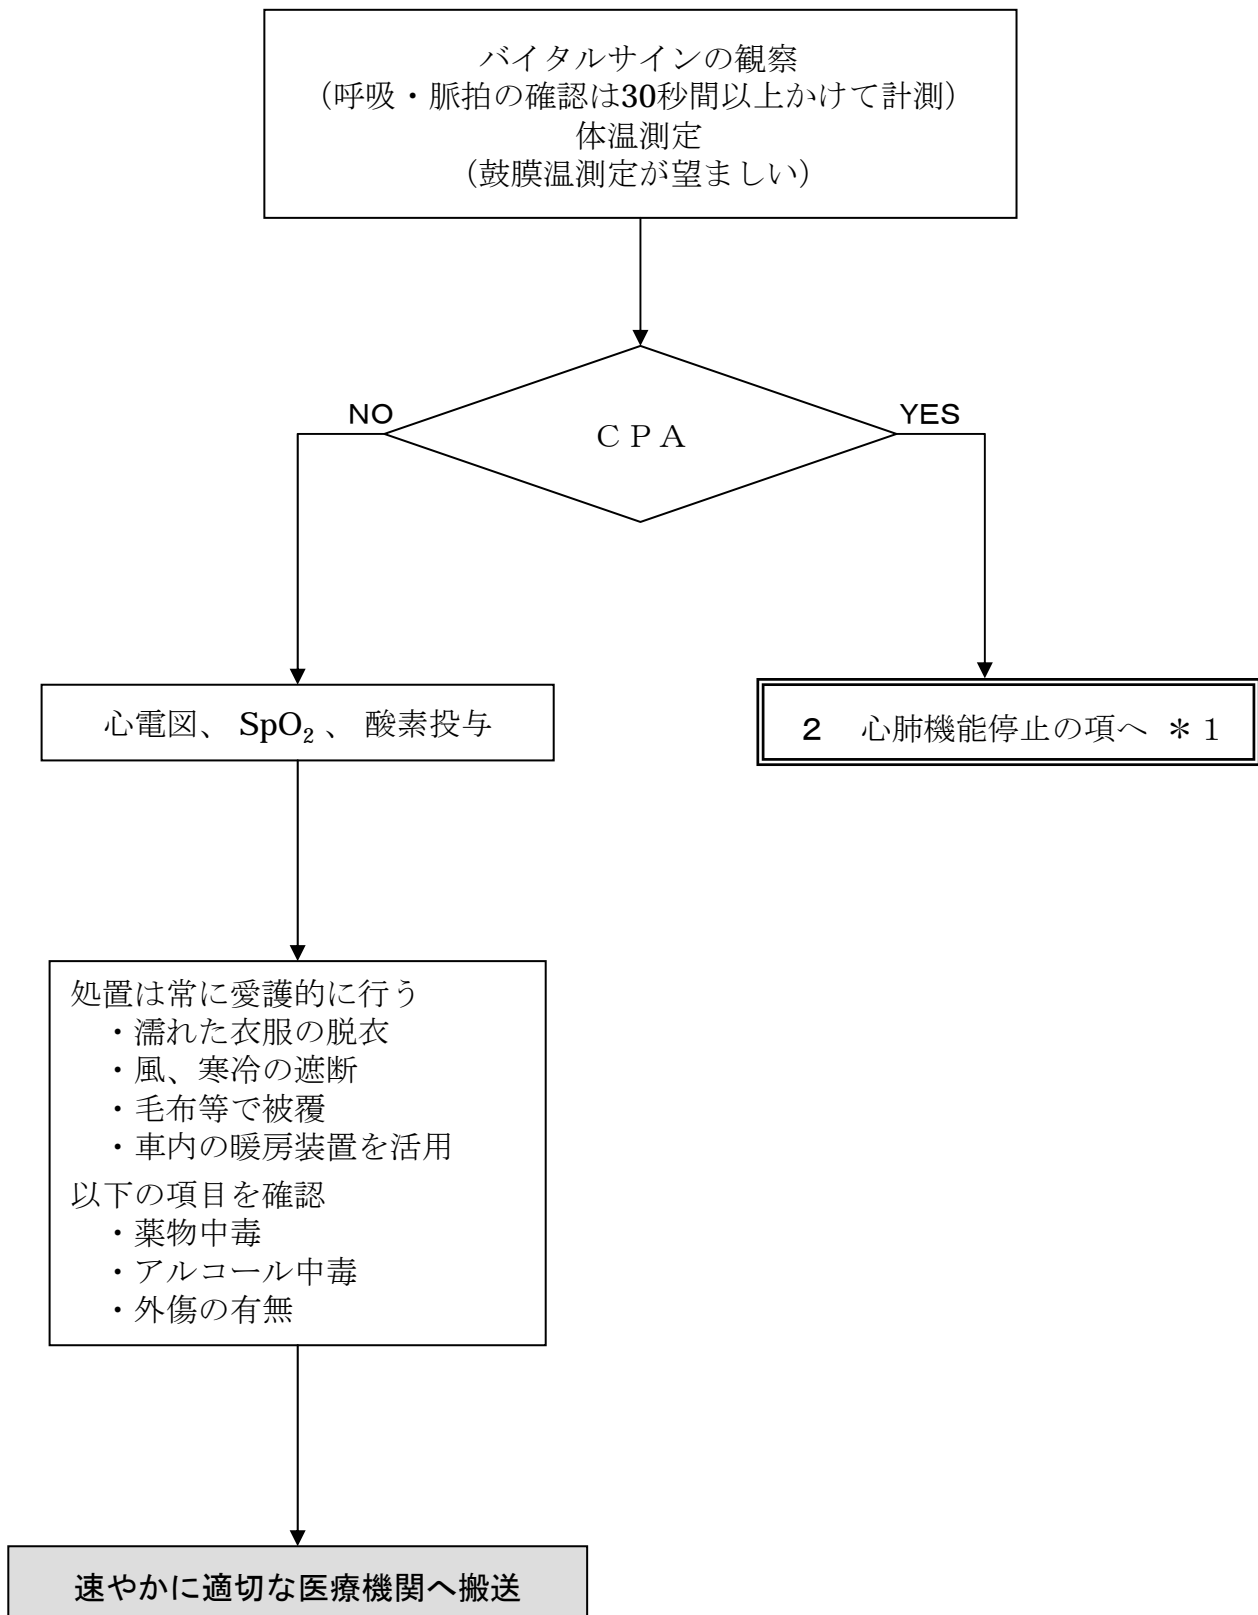 バイタルサインの観察
(呼吸・脈拍の確認は30秒間以上かけて計測)
体温測定
(鼓膜温測定が望ましい)
NO
YES
ＣＰＡ
心電図、 SpO₂ 、 酸素投与
2　心肺機能停止の項へ ＊１
処置は常に愛護的に行う
・濡れた衣服の脱衣
・風、寒冷の遮断
・毛布等で被覆
・車内の暖房装置を活用
以下の項目を確認
・薬物中毒
・アルコール中毒
・外傷の有無
速やかに適切な医療機関へ搬送